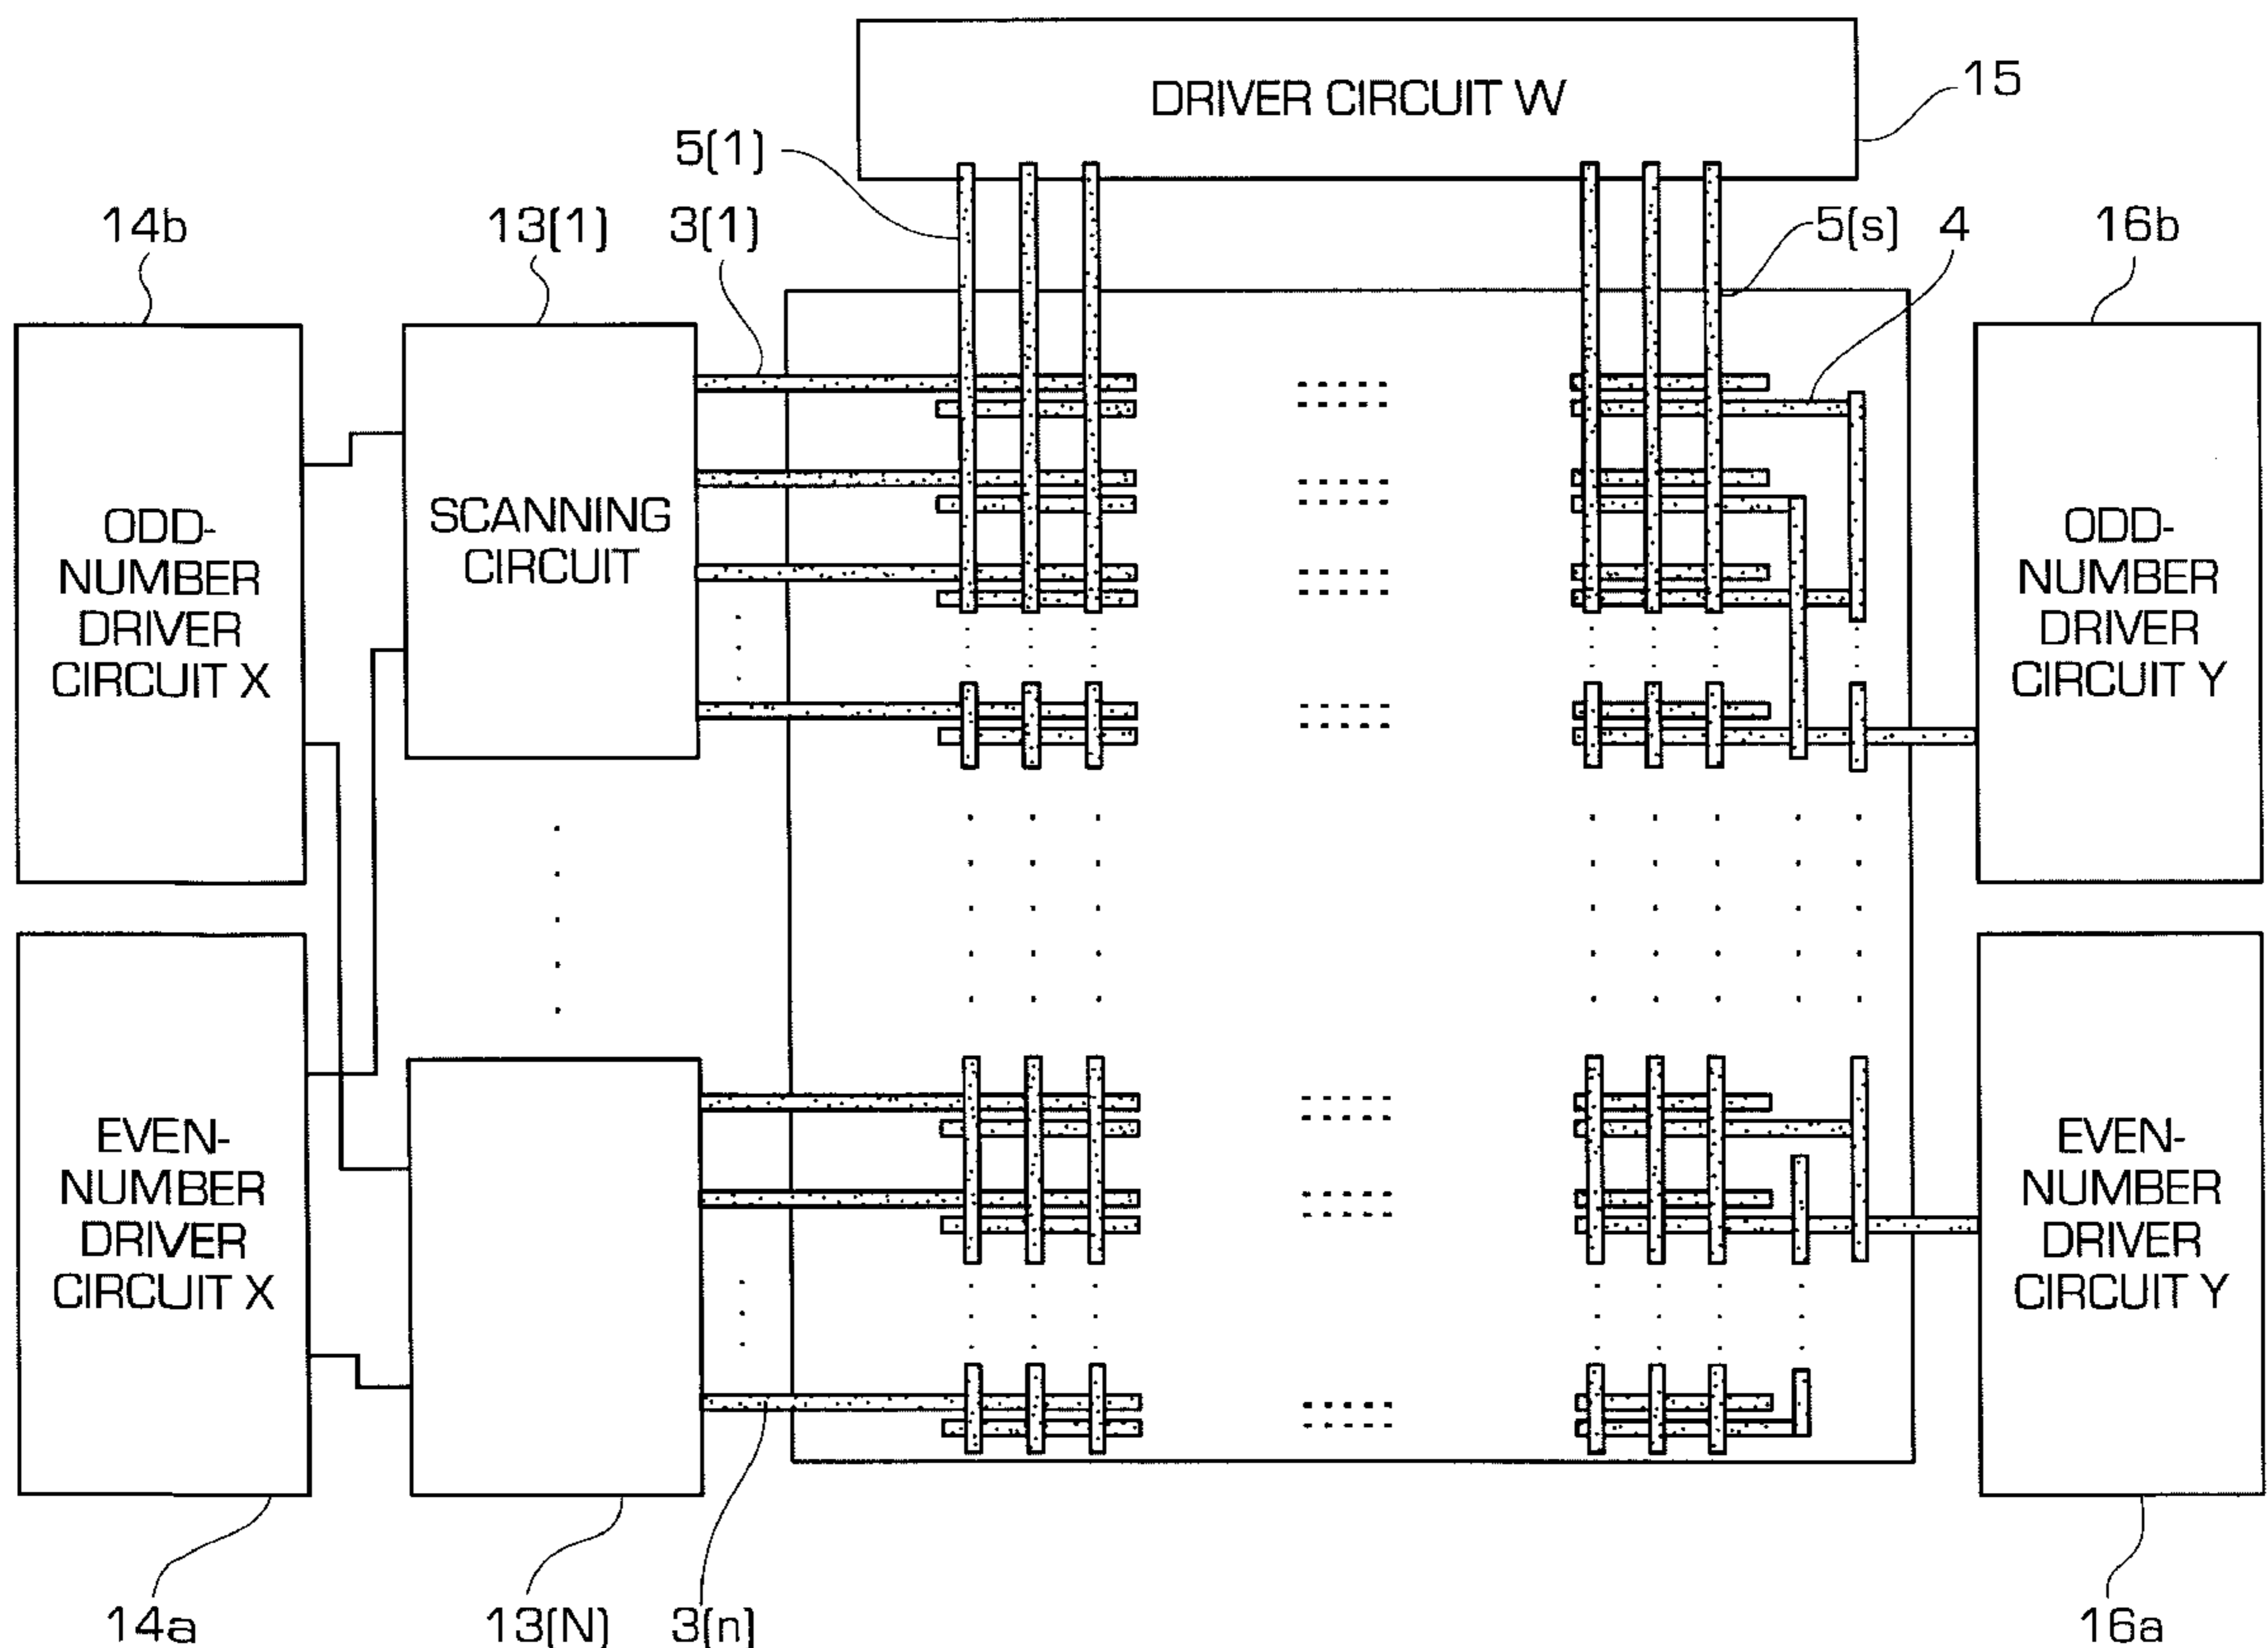 DRIVER CIRCUIT W
15
5(1)
14b
13(1)
3(1)
5(s)
4
16b
ODD-
NUMBER
DRIVER
CIRCUIT X
SCANNING
CIRCUIT
ODD-
NUMBER
DRIVER
CIRCUIT Y
EVEN-
NUMBER
DRIVER
CIRCUIT X
EVEN-
NUMBER
DRIVER
CIRCUIT Y
14a
13(N)
3(n)
16a